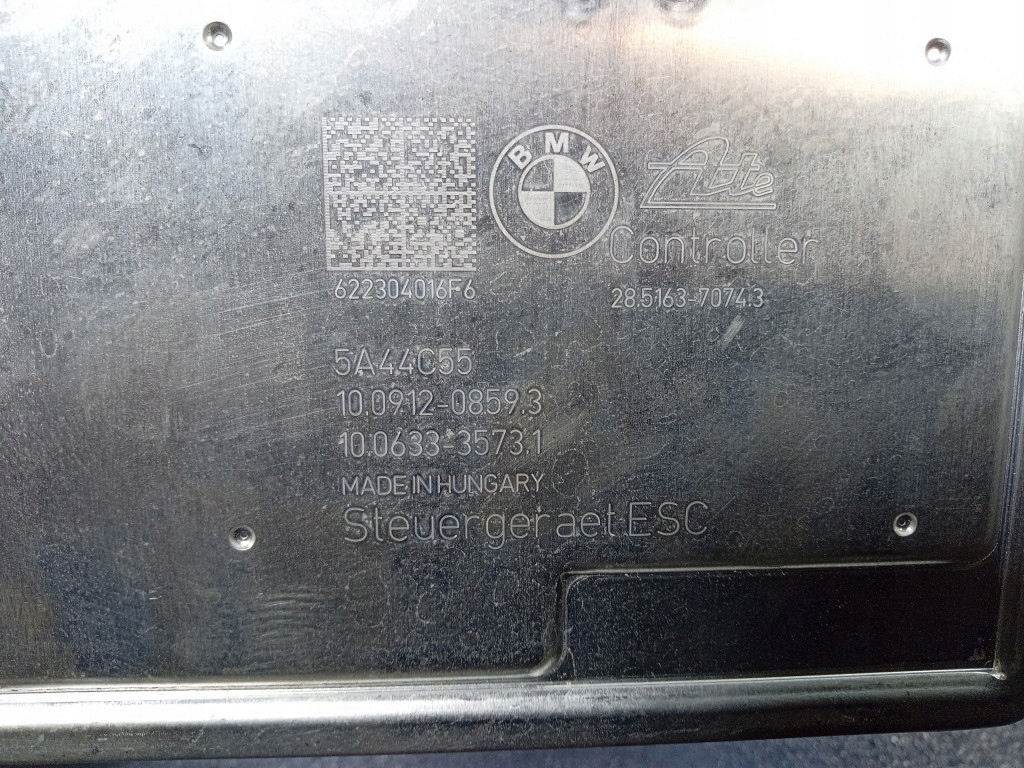 BMW
Ate
Controller
622304016F6
28.5163-7074.3
5A44C55
10.0912-0859.3
10.0633-3573.1
MADE IN HUNGARY
Steuergeraet ESC